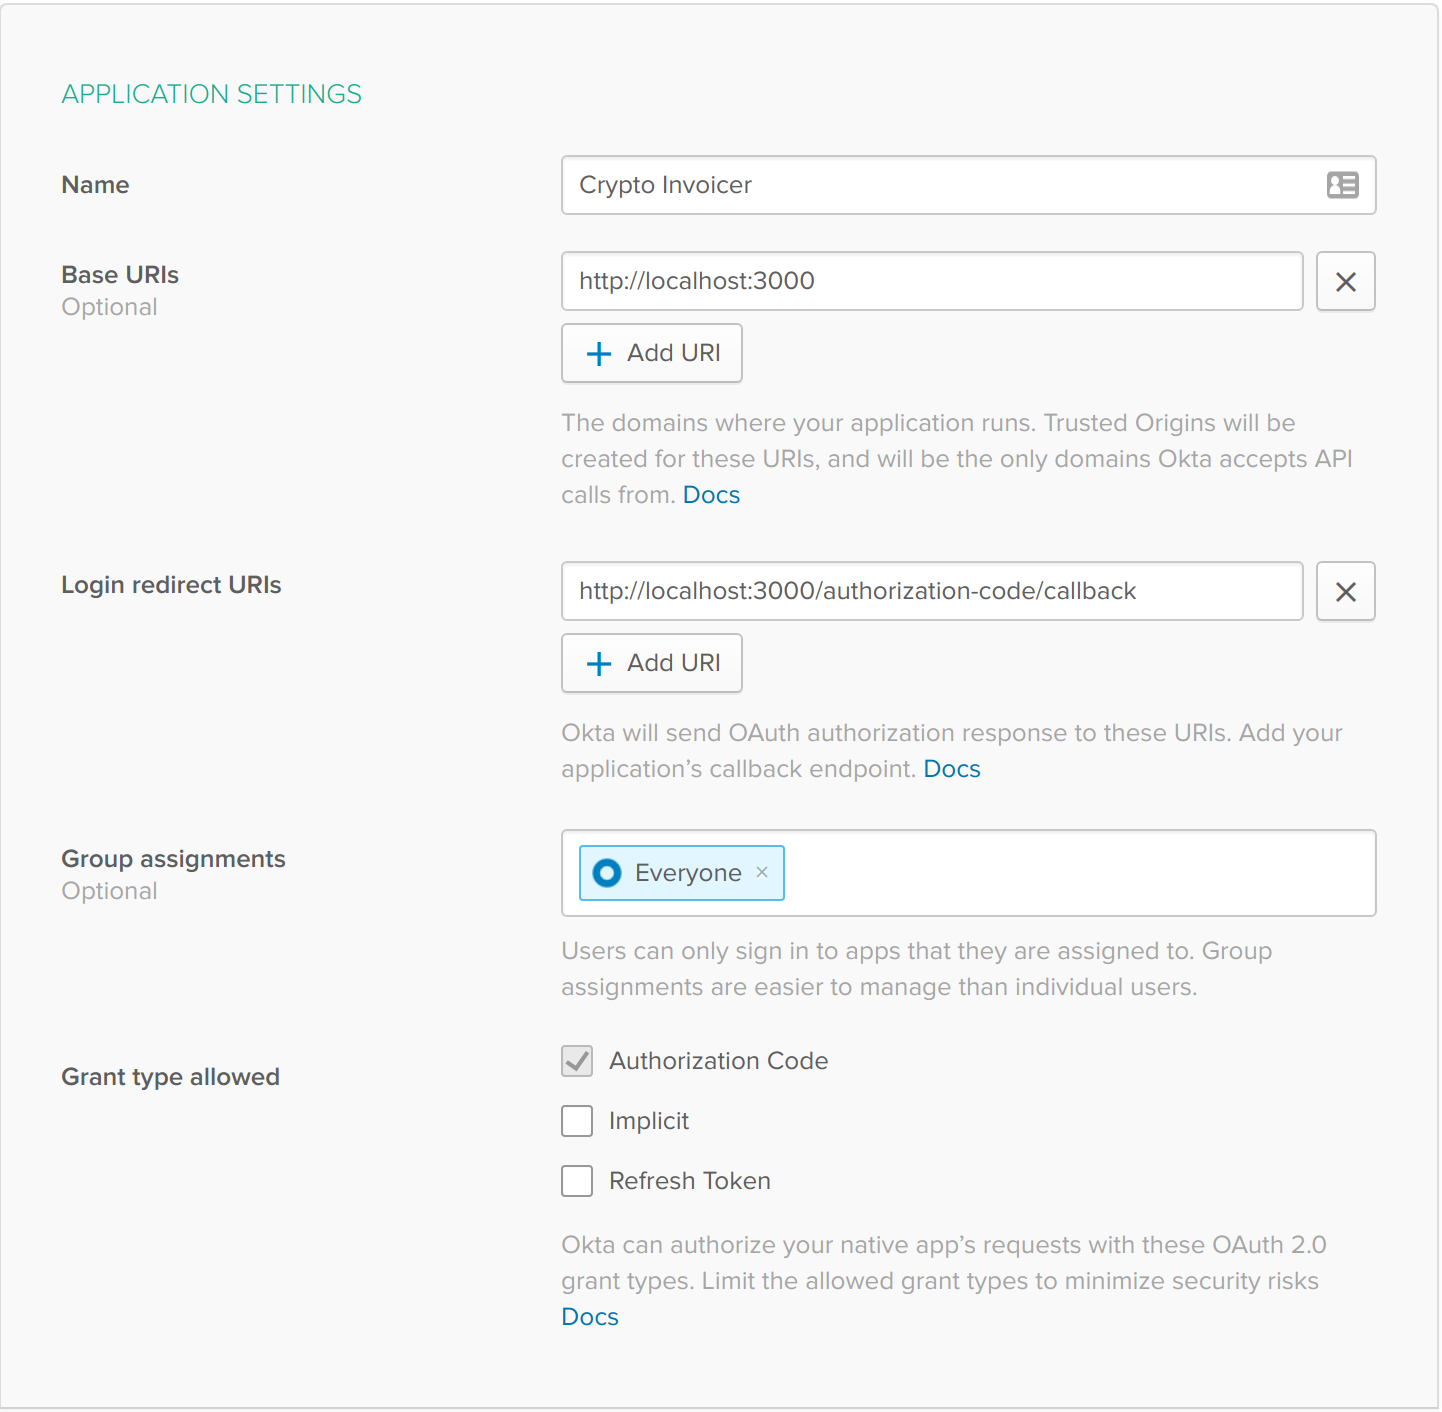 APPLICATION SETTINGS
Name
Crypto Invoicer
Base URIs
Optional
http://localhost:3000
Add URI
The domains where your application runs. Trusted Origins will be
created for these URIs, and will be the only domains Okta accepts API
calls from. Docs
Login redirect URIs
http://localhost:3000/authorization-code/callback
Add URI
Okta will send OAuth authorization response to these URIs. Add your
application’s callback endpoint. Docs
Group assignments
Optional
Everyone
Users can only sign in to apps that they are assigned to. Group
assignments are easier to manage than individual users.
Grant type allowed
Authorization Code
Implicit
Refresh Token
Okta can authorize your native app’s requests with these OAuth 2.0
grant types. Limit the allowed grant types to minimize security risks
Docs